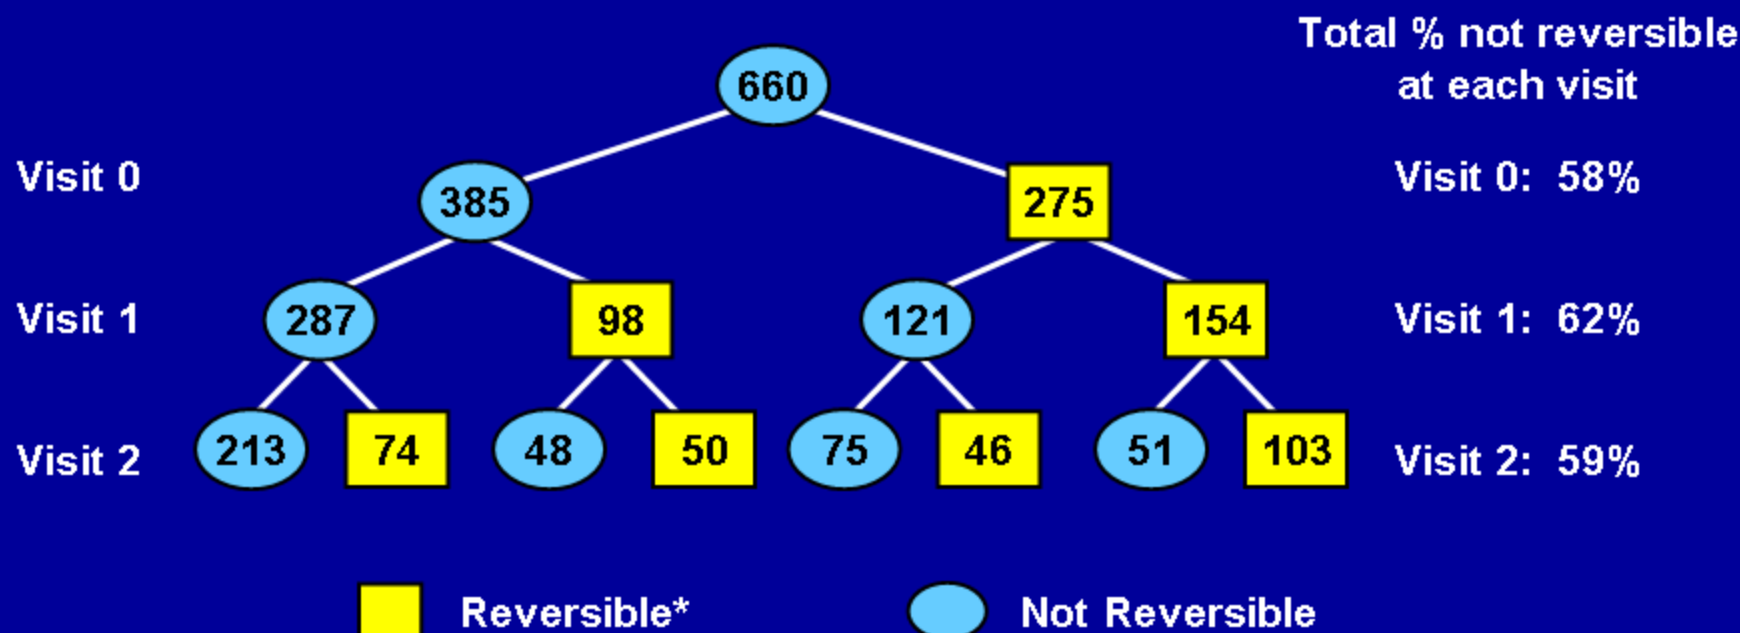 Total % not reversible
at each visit
660
Visit 0 385 275 Visit 0: 58%
Visit 1 287 98 121 154 Visit 1: 62%
Visit 2 213 74 48 50 75 46 51 103 Visit 2: 59%
Reversible* Not Reversible